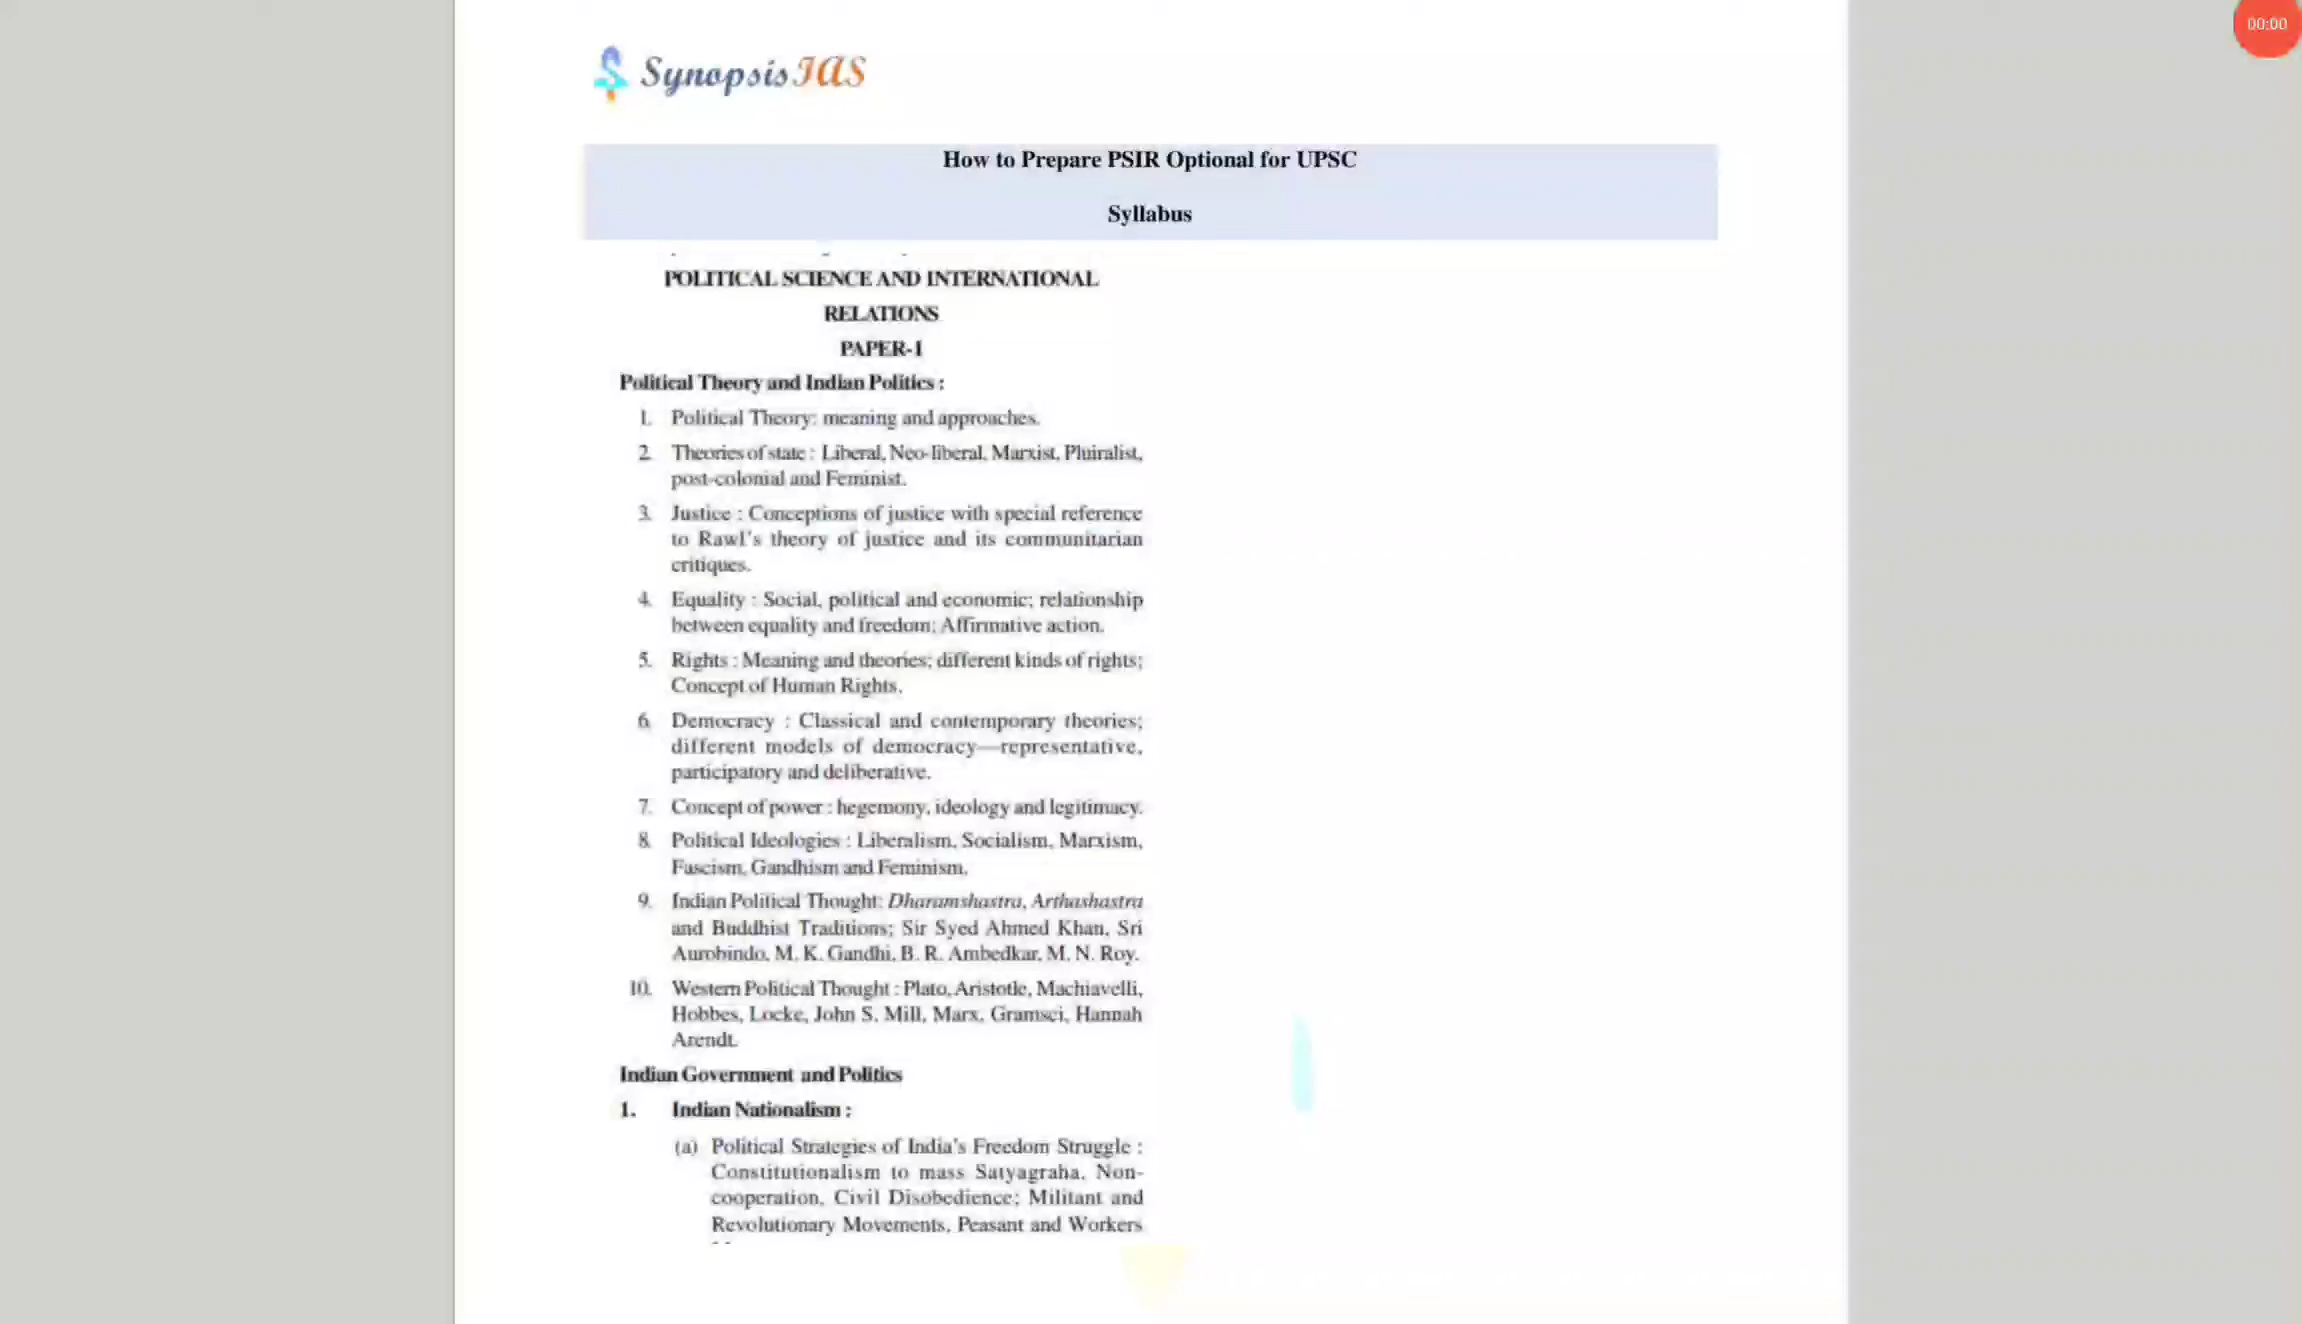 00:00
SynopsisIAS
How to Prepare PSIR Optional for UPSC
Syllabus
POLITICAL SCIENCE AND INTERNATIONAL
RELATIONS
PAPER-I
Political Theory and Indian Politics :
1. Political Theory: meaning and approaches.
2. Theories of state : Liberal, Neo-liberal, Marxist, Pluiralist,
post-colonial and Feminist.
3. Justice : Conceptions of justice with special reference
to Rawl's theory of justice and its communitarian
critiques.
4. Equality : Social, political and economic; relationship
between equality and freedom; Affirmative action.
5. Rights : Meaning and theories; different kinds of rights;
Concept of Human Rights.
6. Democracy : Classical and contemporary theories;
different models of democracy—representative,
participatory and deliberative.
7. Concept of power : hegemony, ideology and legitimacy.
8. Political Ideologies : Liberalism, Socialism, Marxism,
Fascism, Gandhism and Feminism.
9. Indian Political Thought: Dharamshastra, Arthashastra
and Buddhist Traditions; Sir Syed Ahmed Khan, Sri
Aurobindo, M. K. Gandhi, B. R. Ambedkar, M. N. Roy.
10. Western Political Thought : Plato, Aristotle, Machiavelli,
Hobbes, Locke, John S. Mill, Marx, Gramsci, Hannah
Arendt.
Indian Government and Politics
1. Indian Nationalism :
(a) Political Strategies of India's Freedom Struggle :
Constitutionalism to mass Satyagraha, Non-
cooperation, Civil Disobedience; Militant and
Revolutionary Movements, Peasant and Workers